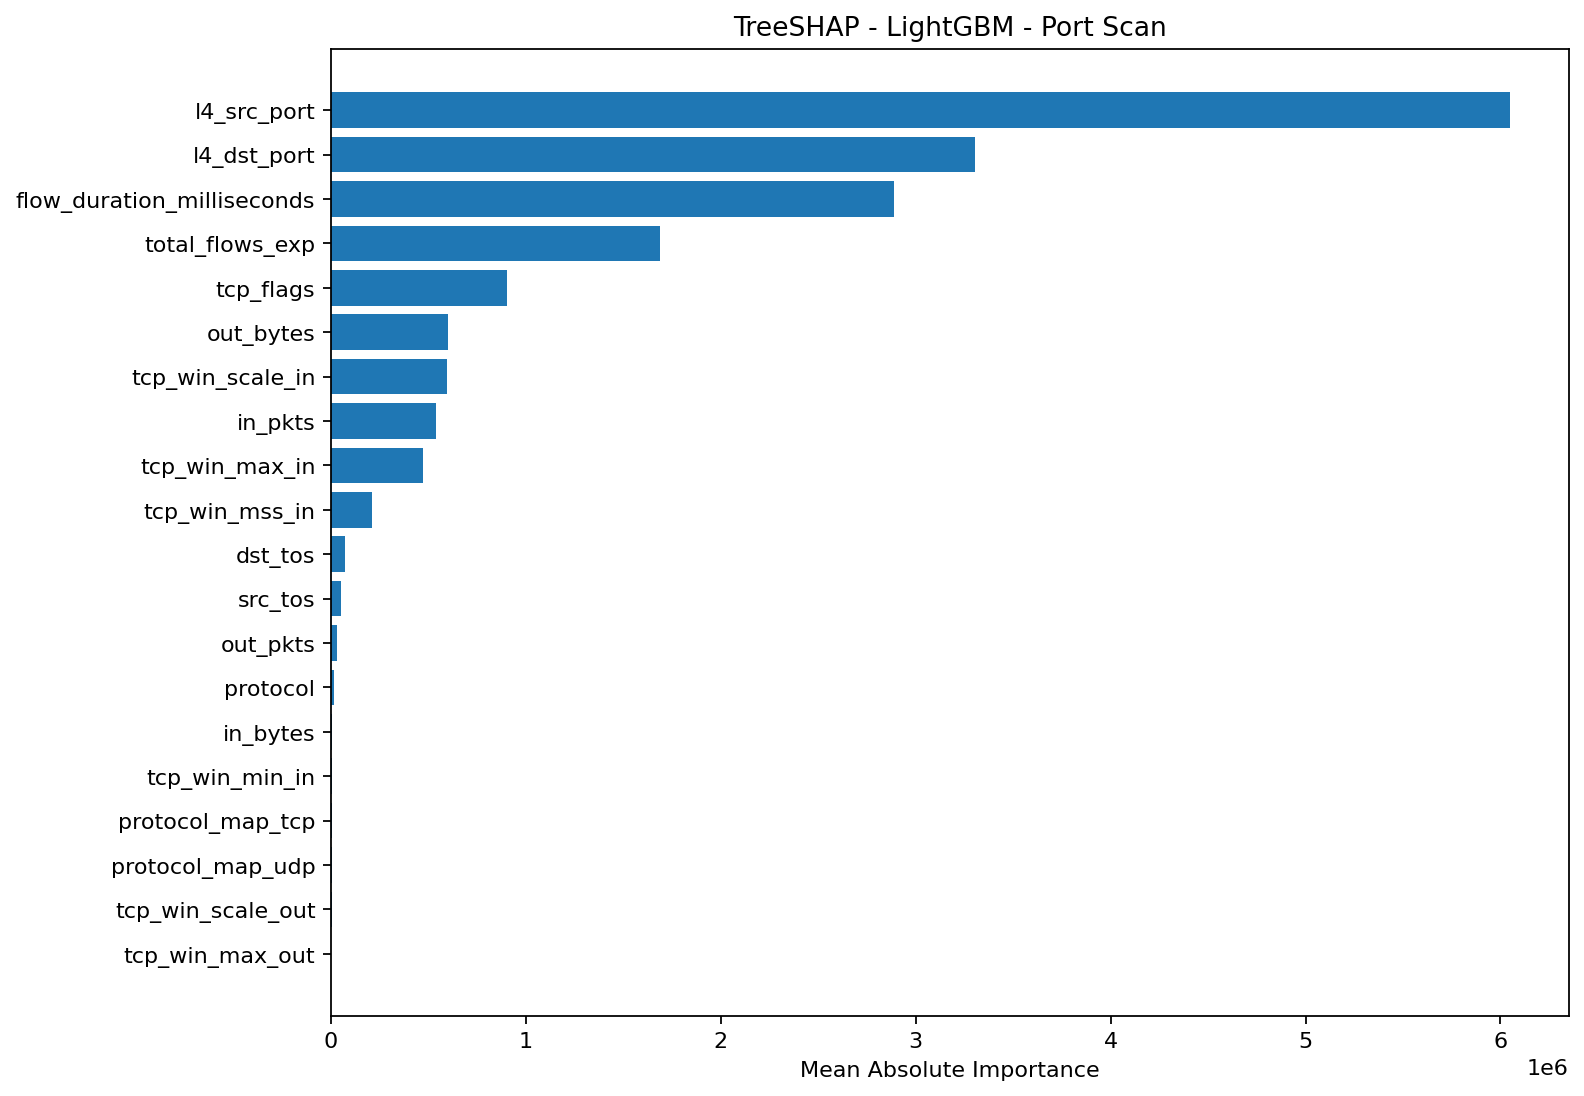 TreeSHAP - LightGBM - Port Scan
l4_src_port
l4_dst_port
flow_duration_milliseconds
total_flows_exp
tcp_flags
out_bytes
tcp_win_scale_in
in_pkts
tcp_win_max_in
tcp_win_mss_in
dst_tos
src_tos
out_pkts
protocol
in_bytes
tcp_win_min_in
protocol_map_tcp
protocol_map_udp
tcp_win_scale_out
tcp_win_max_out
0 1 2 3 4 5 6
1e6
Mean Absolute Importance